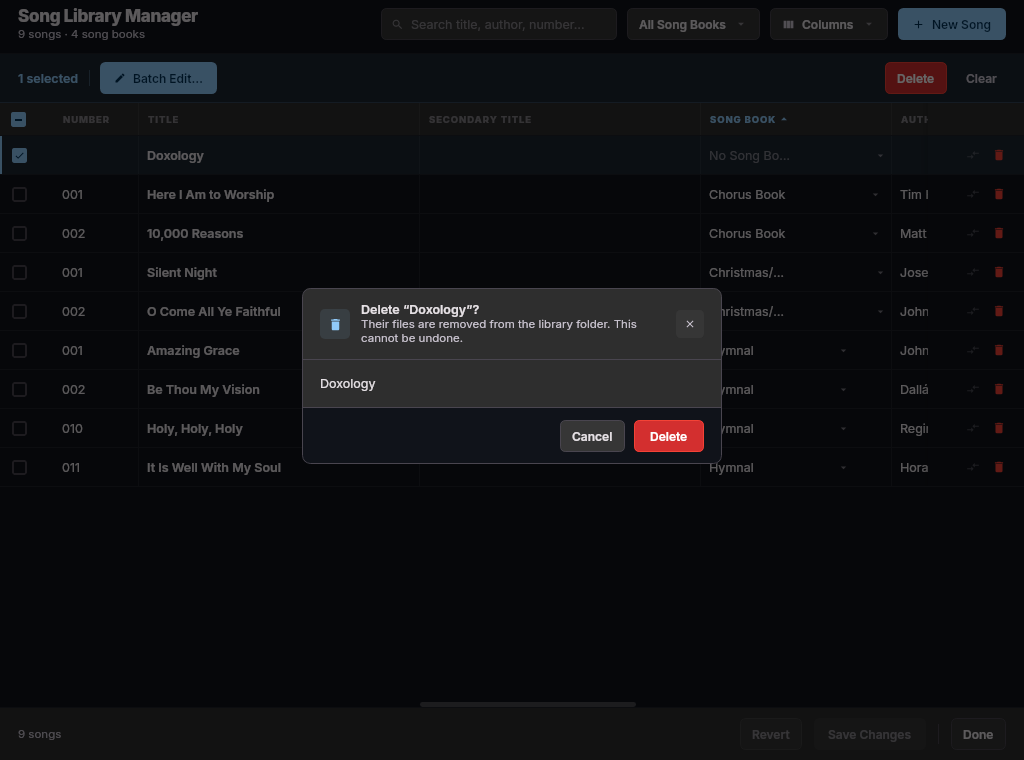 Song Library Manager
9 songs · 4 song books
Search title, author, number...
All Song Books
Columns
New Song
1 selected
Batch Edit...
Delete
Clear
NUMBER TITLE SECONDARY TITLE SONG BOOK AUTH
Doxology No Song Bo...
001 Here I Am to Worship Chorus Book Tim
002 10,000 Reasons Chorus Book Matt
001 Silent Night Christmas/... Jose
002 O Come All Ye Faithful hristmas/... John
001 Amazing Grace ymnal John
002 Be Thou My Vision ymnal Dallá
010 Holy, Holy, Holy ymnal Regi
011 It Is Well With My Soul Hymnal Hora
Delete “Doxology”?
Their files are removed from the library folder. This
cannot be undone.
Doxology
Cancel
Delete
9 songs
Revert
Save Changes
Done